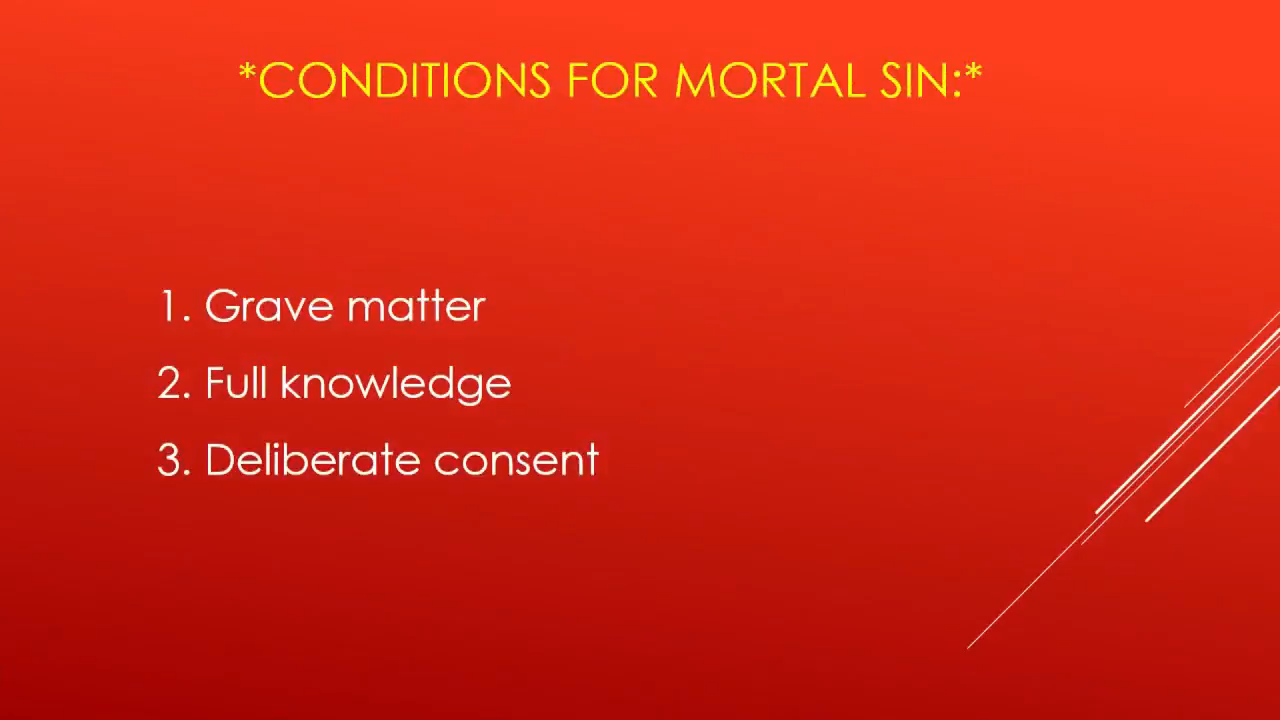 *CONDITIONS FOR MORTAL SIN:*
1. Grave matter
2. Full knowledge
3. Deliberate consent